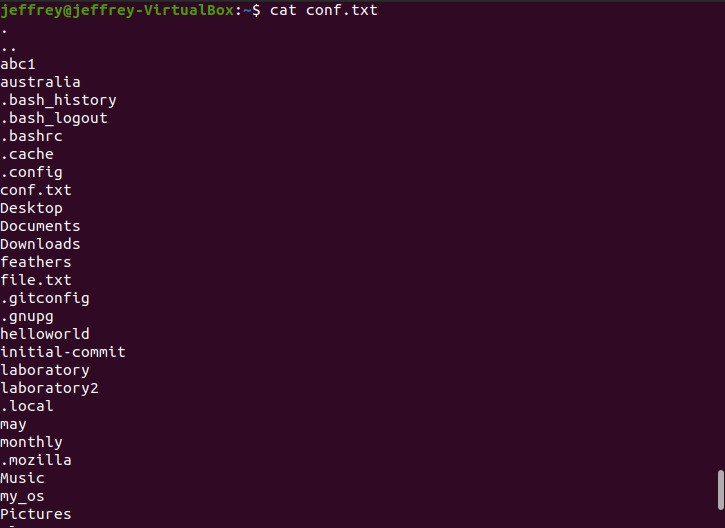 jeffrey@jeffrey-VirtualBox:~$ cat conf.txt
.
..
abc1
australia
.bash_history
.bash_logout
.bashrc
.cache
.config
conf.txt
Desktop
Documents
Downloads
feathers
file.txt
.gitconfig
.gnupg
helloworld
initial-commit
laboratory
laboratory2
.local
may
monthly
.mozilla
Music
my_os
Pictures